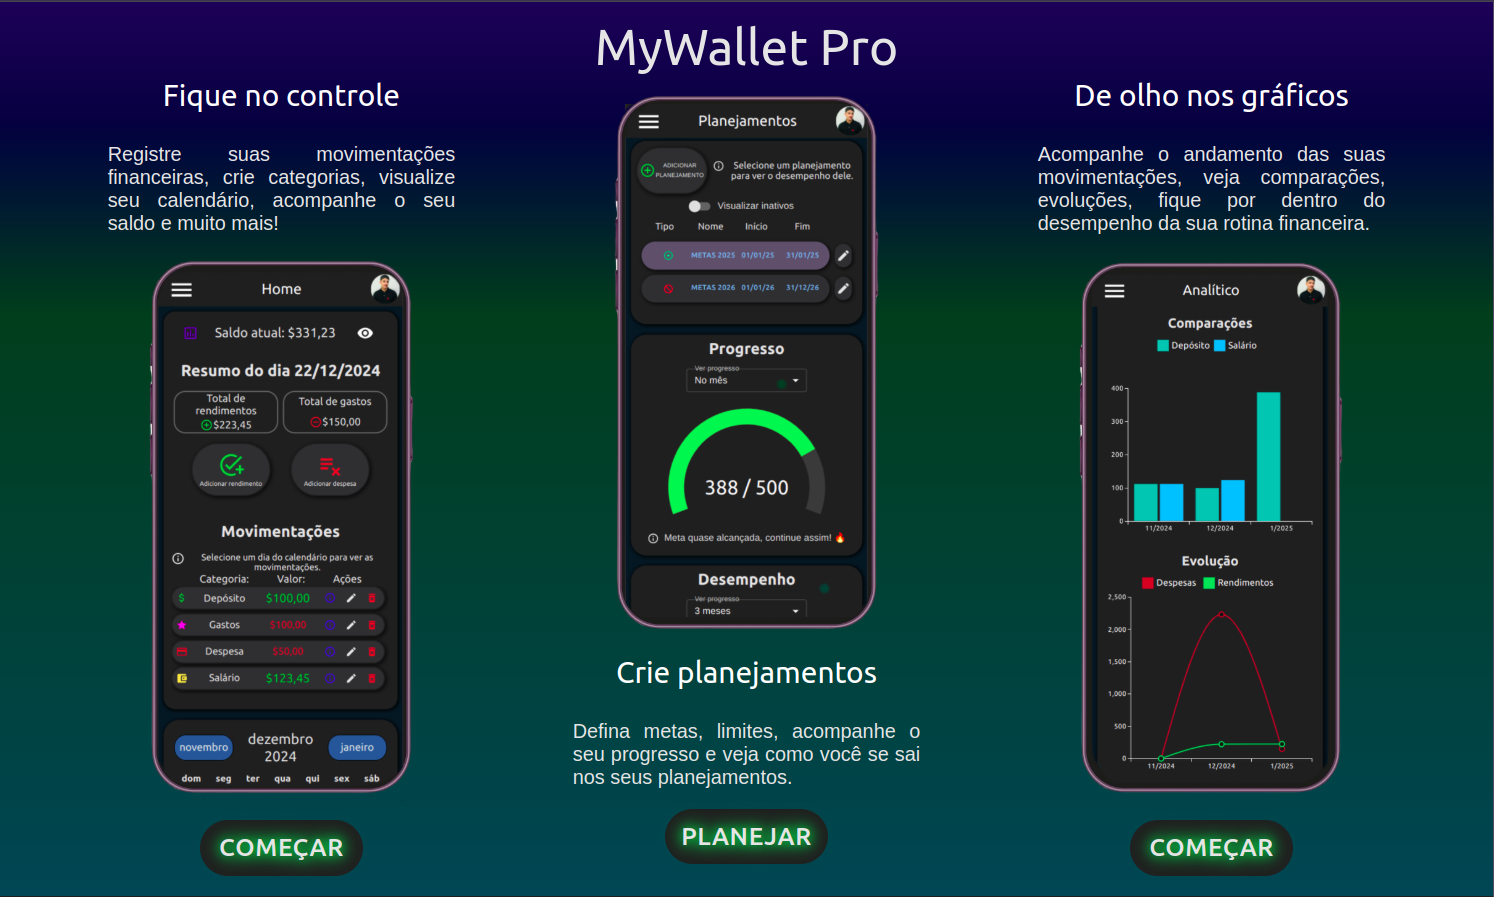 MyWallet Pro
Fique no controle
Registre suas movimentações
financeiras, crie categorias, visualize
seu calendário, acompanhe o seu
saldo e muito mais!
Home
Saldo atual: $331,23
Resumo do dia 22/12/2024
Total de
rendimentos
$223,45
Total de gastos
$150,00
Adicionar rendimento
Adicionar despesa
Movimentações
Selecione um dia do calendário para ver as
movimentações.
Categoria: Valor: Ações
Depósito $100,00
Gastos $100,00
Despesa $50,00
Salário $123,45
novembro
dezembro
2024
janeiro
dom seg ter qua qui sex sáb
COMEÇAR
Planejamentos
ADICIONAR
PLANEJAMENTO
Selecione um planejamento
para ver o desempenho dele.
Visualizar inativos
Tipo Nome Início Fim
METAS 2025 01/01/25 31/01/25
METAS 2026 01/01/26 31/12/26
Progresso
Ver progresso
No mês
388 / 500
Meta quase alcançada, continue assim! 🔥
Desempenho
Ver progresso
3 meses
Crie planejamentos
Defina metas, limites, acompanhe o
seu progresso e veja como você se sai
nos seus planejamentos.
PLANEJAR
De olho nos gráficos
Acompanhe o andamento das suas
movimentações, veja comparações,
evoluções, fique por dentro do
desempenho da sua rotina financeira.
Analítico
Comparações
Depósito Salário
400
300
200
100
0
11/2024 12/2024 1/2025
Evolução
Despesas Rendimentos
2,500
2,000
1,500
1,000
500
0
11/2024 12/2024 1/2025
COMEÇAR